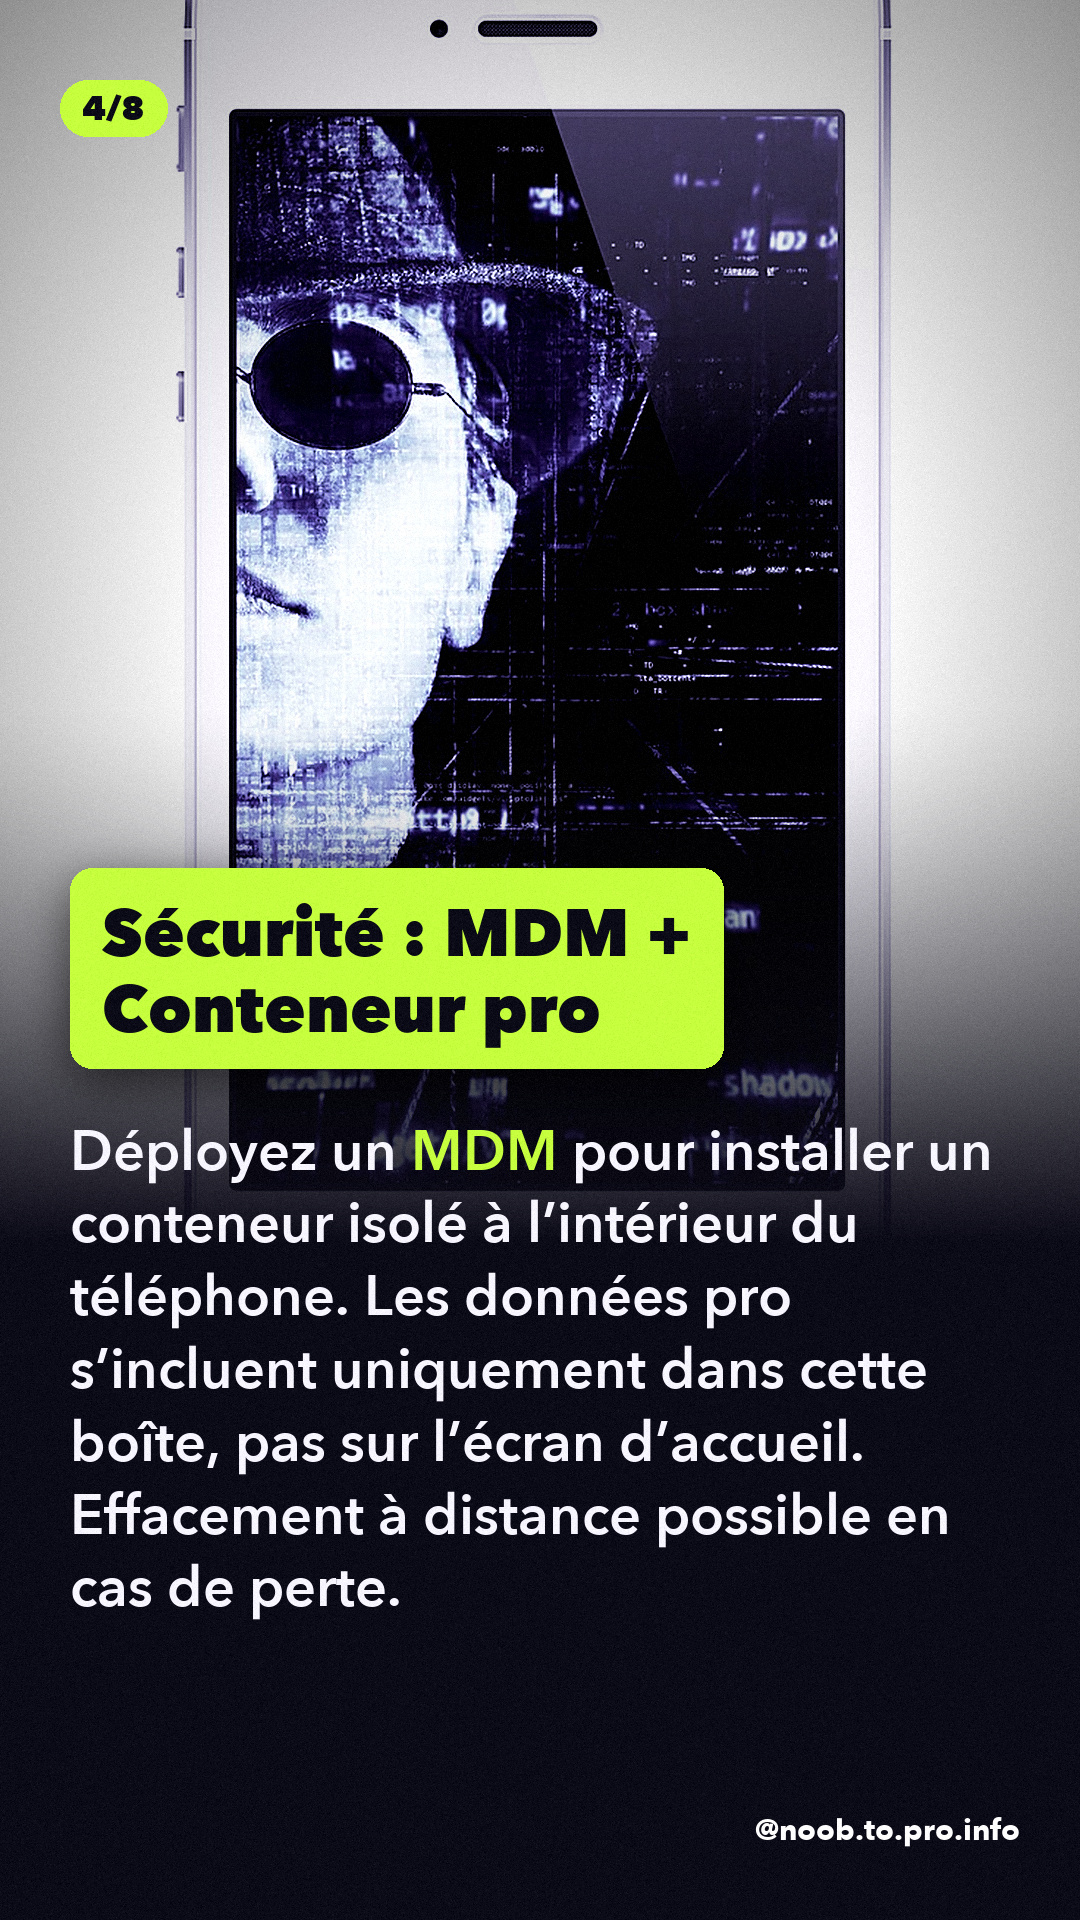 4/8
Sécurité : MDM +
Conteneur pro
shadow
Déployez un MDM pour installer un
conteneur isolé à l’intérieur du
téléphone. Les données pro
s’incluent uniquement dans cette
boîte, pas sur l’écran d’accueil.
Effacement à distance possible en
cas de perte.
@noob.to.pro.info